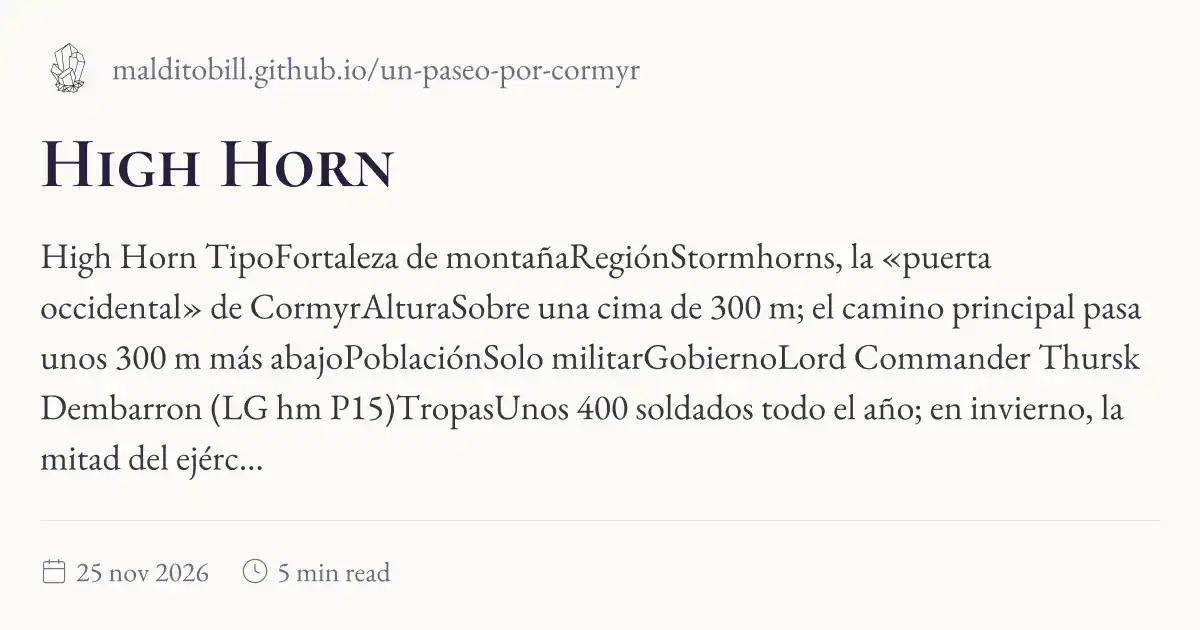 malditobill.github.io/un-paseo-por-cormyr
High Horn
High Horn TipoFortaleza de montañaRegiónStormhorns, la «puerta
occidental» de CormyrAlturaSobre una cima de 300 m; el camino principal pasa
unos 300 m más abajoPoblaciónSolo militarGobiernoLord Commander Thursk
Dembarron (LG hm P15)TropasUnos 400 soldados todo el año; en invierno, la
mitad del ejérc...
25 nov 2026 5 min read